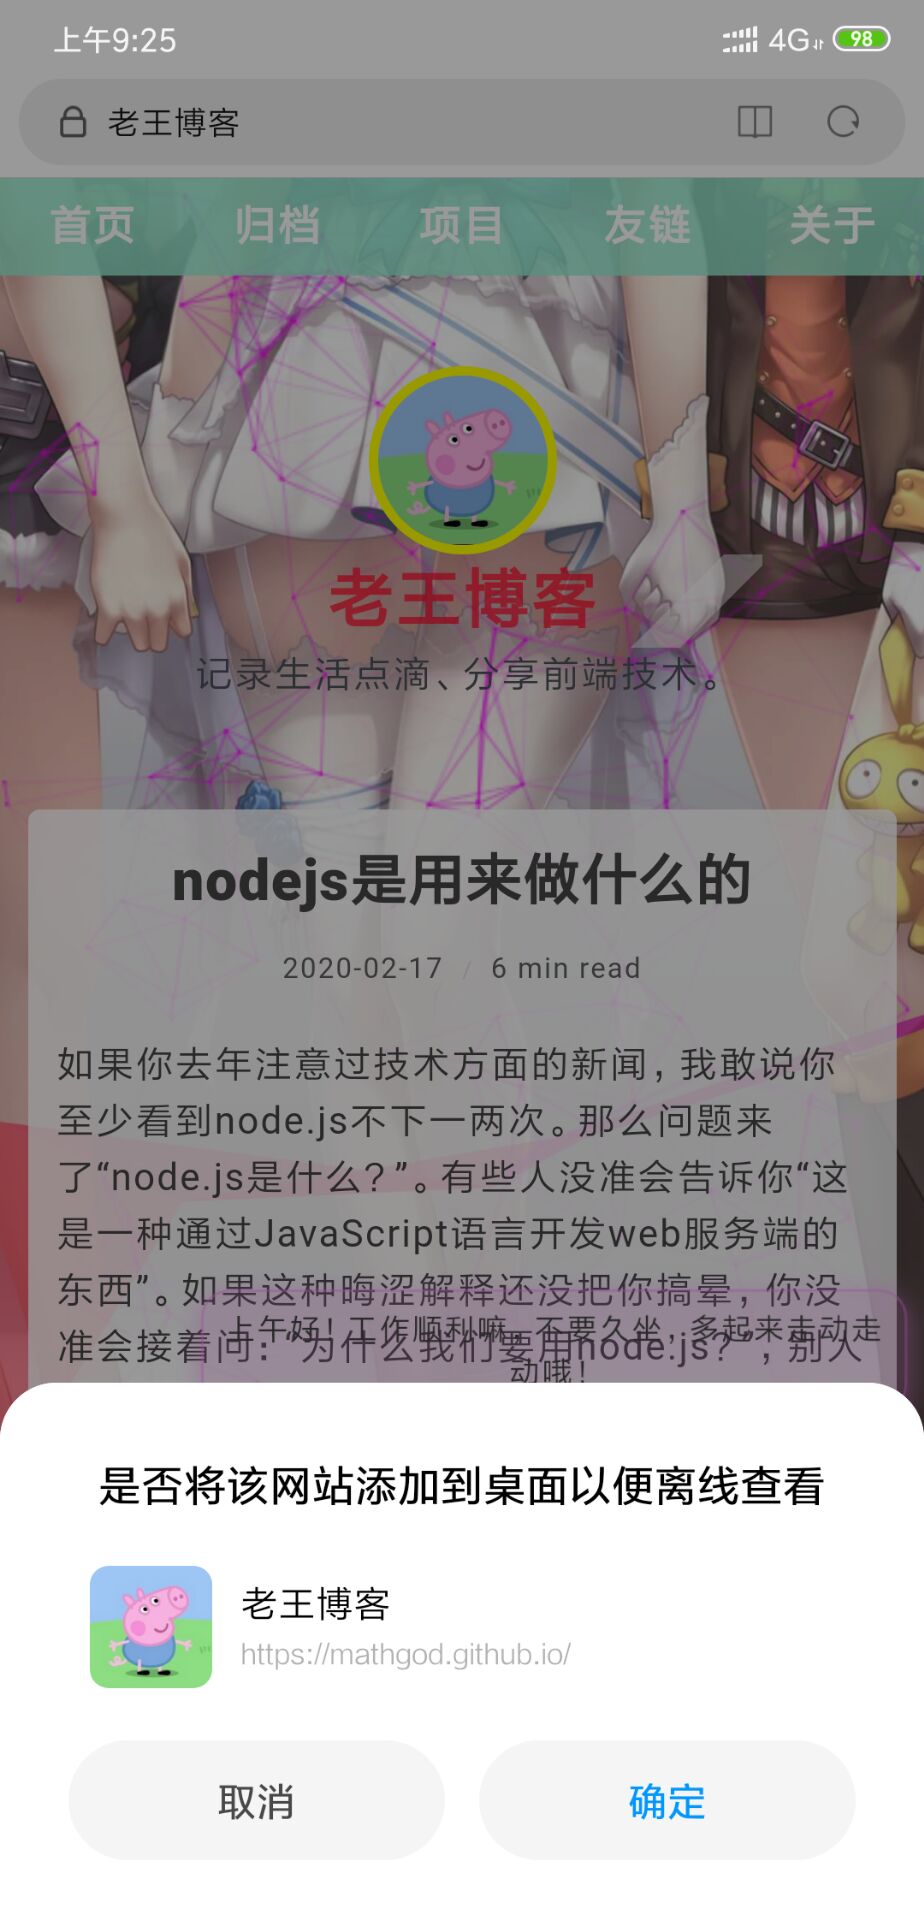 上午9:25
4G
98
老王博客
首页 归档 项目 友链 关于
老王博客
记录生活点滴、分享前端技术。
nodejs是用来做什么的
2020-02-17 / 6 min read
如果你去年注意过技术方面的新闻，我敢说你
至少看到node.js不下一两次。那么问题来
了“node.js是什么？”。有些人没准会告诉你“这
是一种通过JavaScript语言开发web服务端的
东西”。如果这种晦涩解释还没把你搞晕，你没
准会接着问：“为什么我们要用node.js？”，别人
上午好！工作顺利嘛，不要久坐，多起来走动走
动哦！
是否将该网站添加到桌面以便离线查看
老王博客
https://mathgod.github.io/
取消 确定